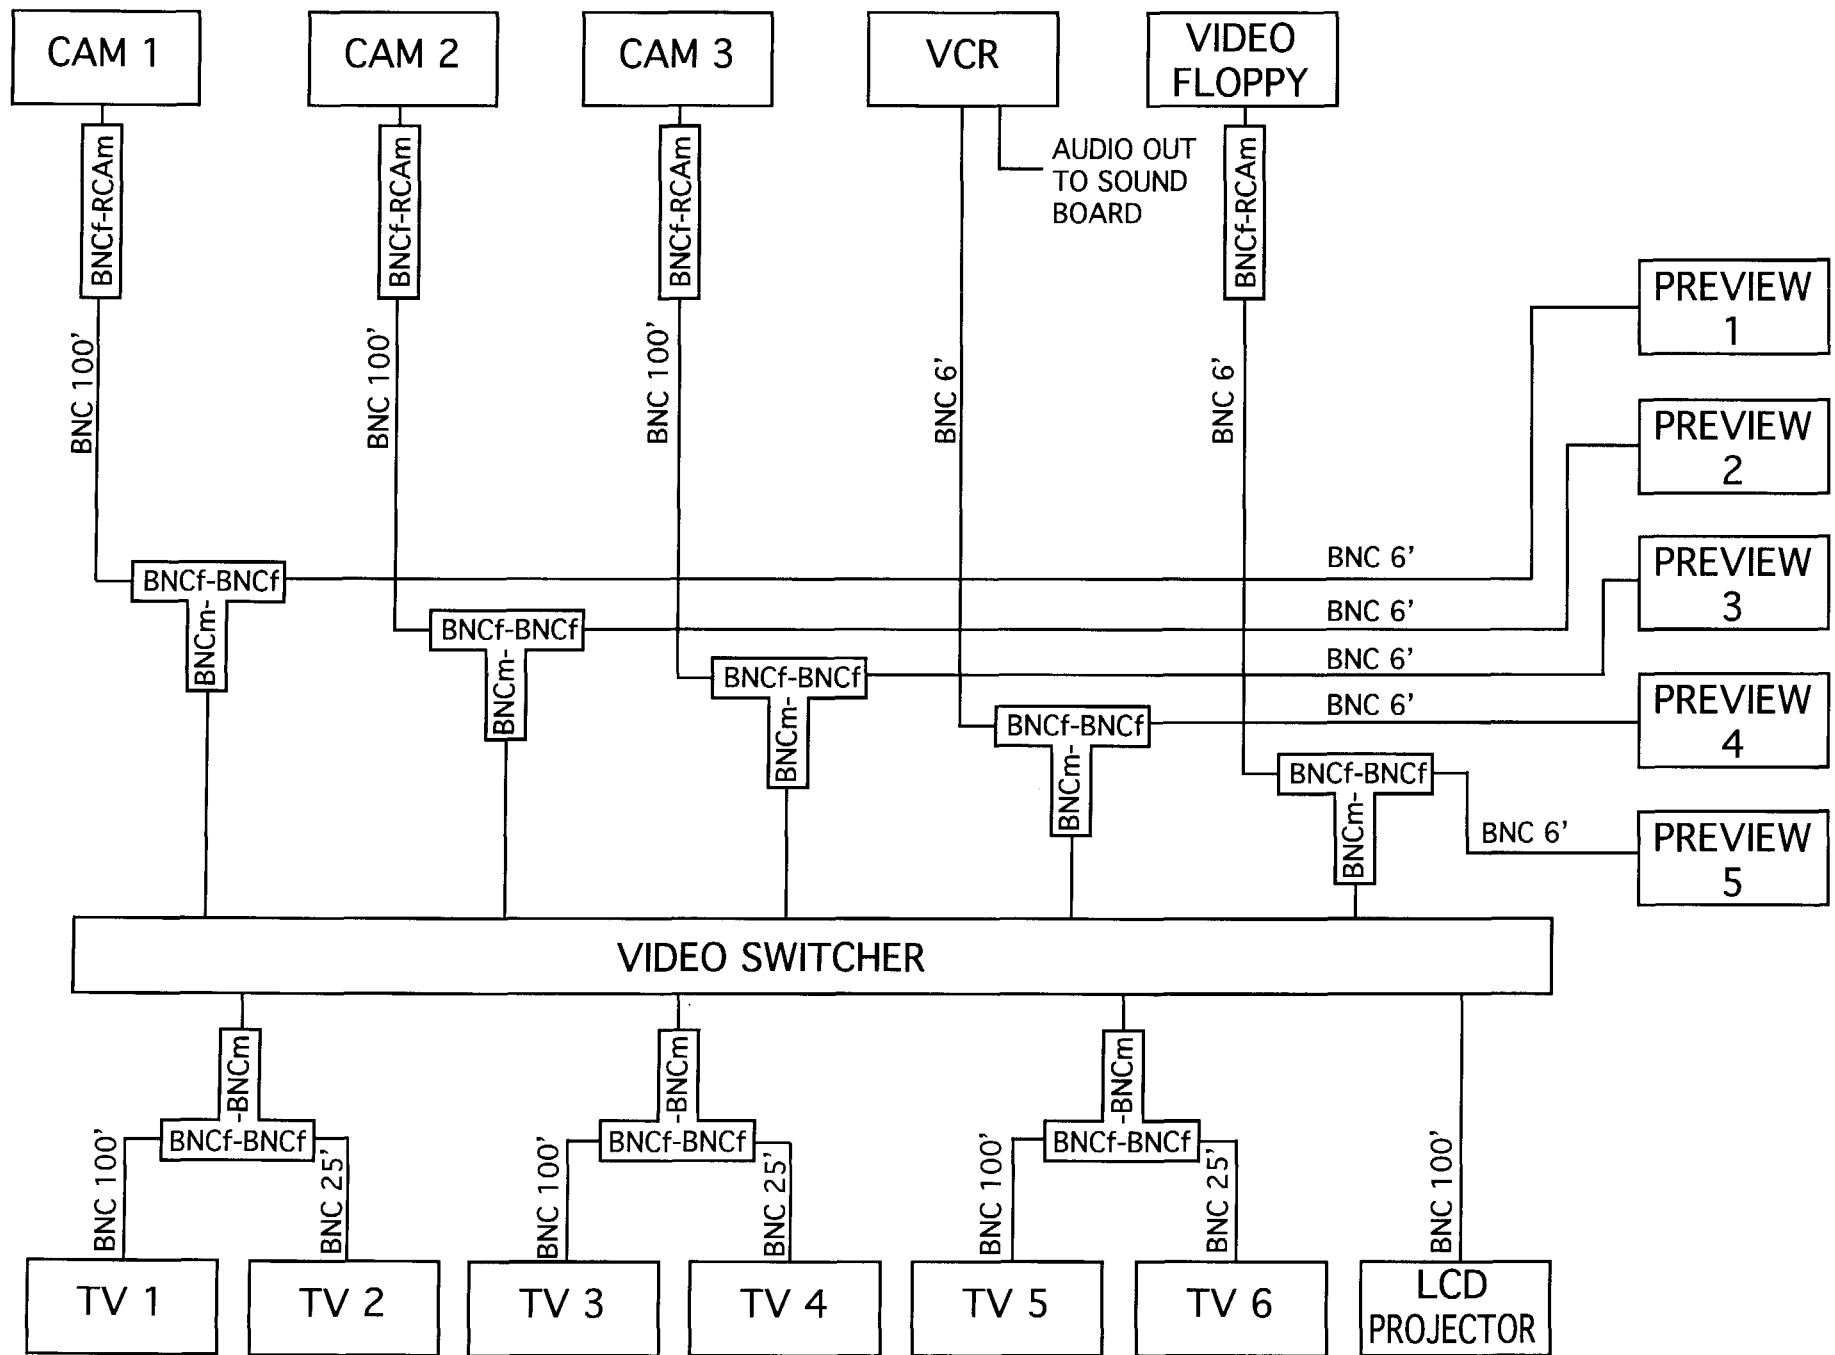 CAM 1
CAM 2
CAM 3
VCR
VIDEO
FLOPPY
BNCf-RCAm
BNCf-RCAm
BNCf-RCAm
AUDIO OUT
TO SOUND
BOARD
BNCf-RCAm
BNC 100'
BNC 100'
BNC 100'
BNC 6'
BNC 6'
PREVIEW
1
PREVIEW
2
PREVIEW
3
PREVIEW
4
PREVIEW
5
BNCf-BNCf
BNCm-
BNC 6'
BNCf-BNCf
BNCm-
BNC 6'
BNCf-BNCf
BNCm-
BNC 6'
BNCf-BNCf
BNCm-
BNC 6'
BNCf-BNCf
BNCm-
BNC 6'
VIDEO SWITCHER
-BNCm
BNCf-BNCf
-BNCm
BNCf-BNCf
-BNCm
BNCf-BNCf
BNC 100'
BNC 25'
BNC 100'
BNC 25'
BNC 100'
BNC 25'
BNC 100'
TV 1
TV 2
TV 3
TV 4
TV 5
TV 6
LCD
PROJECTOR